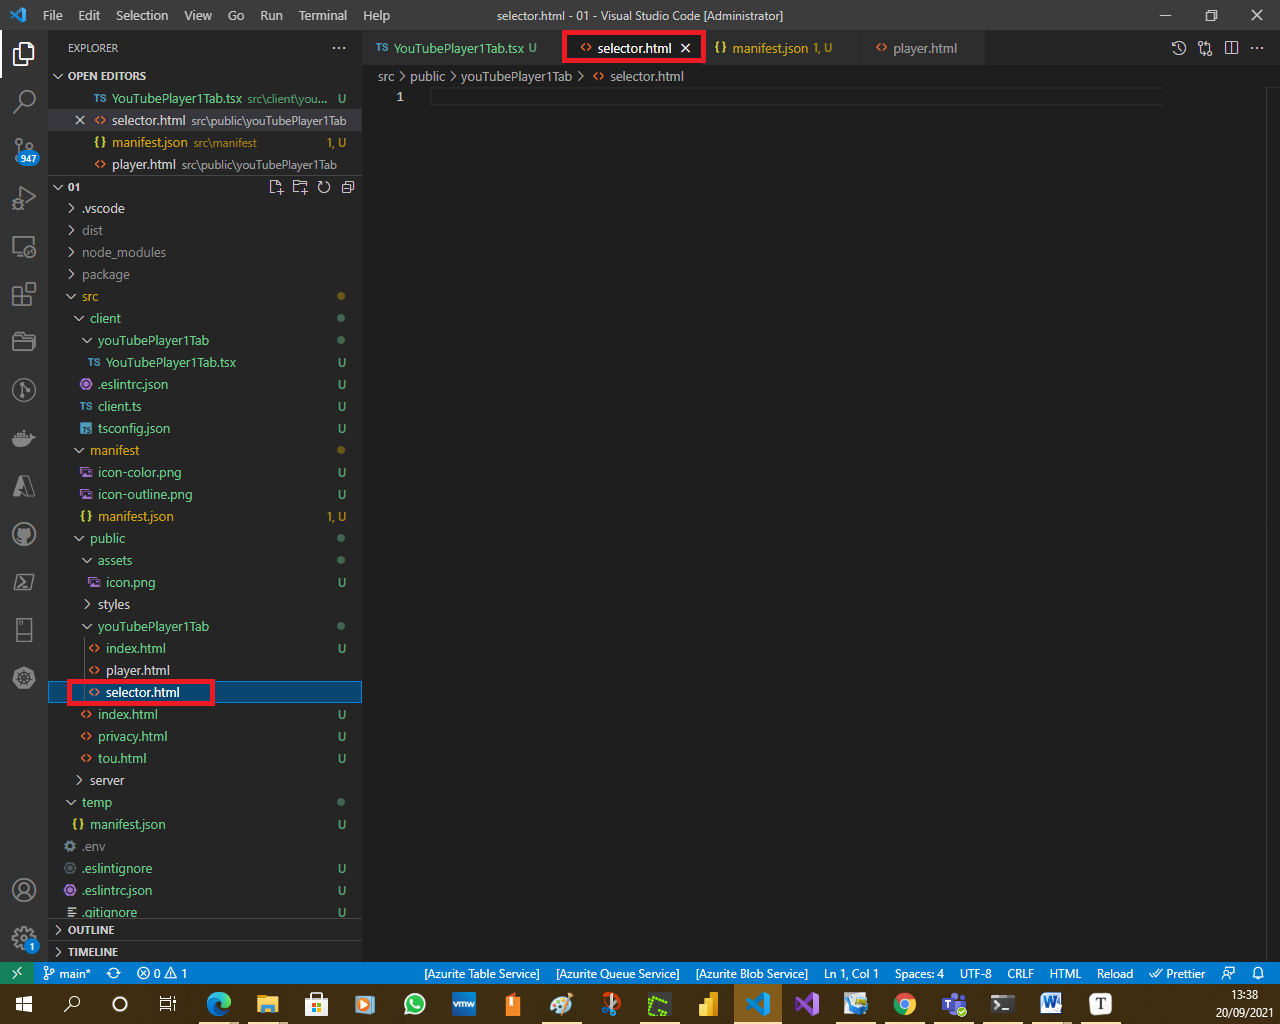 File Edit Selection View Go Run Terminal Help selector.html - 01 - Visual Studio Code [Administrator]
EXPLORER
YouTubePlayer1Tab.tsx U
selector.html
manifest.json 1, U
player.html
OPEN EDITORS
src > public > youTubePlayer1Tab > selector.html
TS YouTubePlayer1Tab.tsx src\client\you... U
selector.html src\public\youTubePlayer1Tab
manifest.json src\manifest 1, U
player.html src\public\youTubePlayer1Tab
1
01
.vscode
dist
node_modules
package
src
client
youTubePlayer1Tab
TS YouTubePlayer1Tab.tsx U
.eslintrc.json U
TS client.ts U
tsconfig.json U
manifest
icon-color.png U
icon-outline.png U
{} manifest.json 1, U
public
assets
icon.png U
styles
youTubePlayer1Tab
index.html U
player.html
selector.html
index.html U
privacy.html U
tou.html U
server
temp
{} manifest.json U
.env
.eslintignore U
.eslintrc.json U
.gitignore U
OUTLINE
TIMELINE
947
1
main* 0 1 [Azurite Table Service] [Azurite Queue Service] [Azurite Blob Service] Ln 1, Col 1 Spaces: 4 UTF-8 CRLF HTML Reload Prettier
vmw
T
13:38
20/09/2021